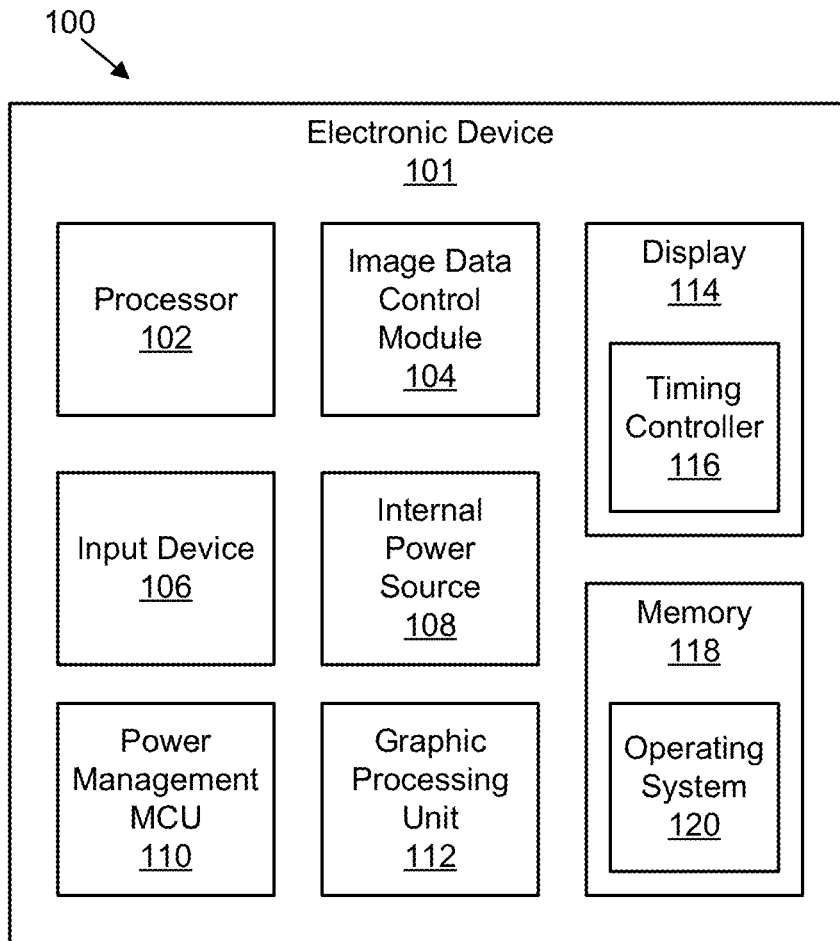 100
Electronic Device
101
Processor
102
Image Data
Control
Module
104
Display
114
Timing
Controller
116
Input Device
106
Internal
Power
Source
108
Memory
118
Operating
System
120
Power
Management
MCU
110
Graphic
Processing
Unit
112